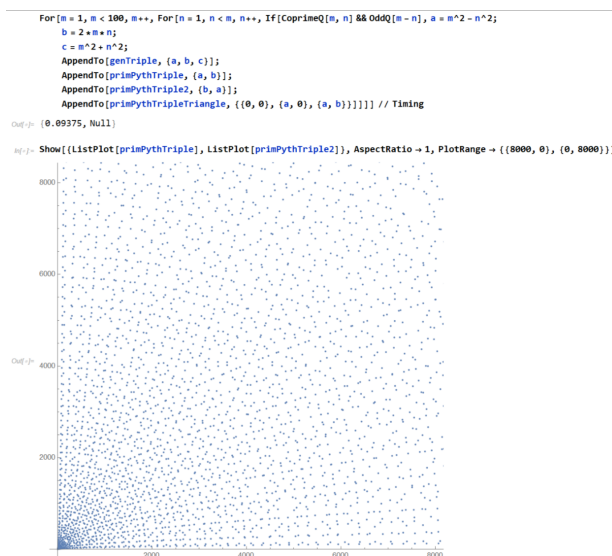 For[m = 1, m < 100, m++, For[n = 1, n < m, n++, If[CoprimeQ[m, n] && OddQ[m - n], a = m^2 - n^2;
b = 2 * m * n;
c = m^2 + n^2;
AppendTo[genTriple, {a, b, c}];
AppendTo[primPythTriple, {a, b}];
AppendTo[primPythTriple2, {b, a}];
AppendTo[primPythTripleTriangle, {{0, 0}, {a, 0}, {a, b}}]]]] // Timing
Out[•]= {0.09375, Null}
In[•]:= Show[{ListPlot[primPythTriple], ListPlot[primPythTriple2]}, AspectRatio → 1, PlotRange → {{8000, 0}, {0, 8000}}]
8000
6000
Out[•]= 4000
2000
2000 4000 6000 8000